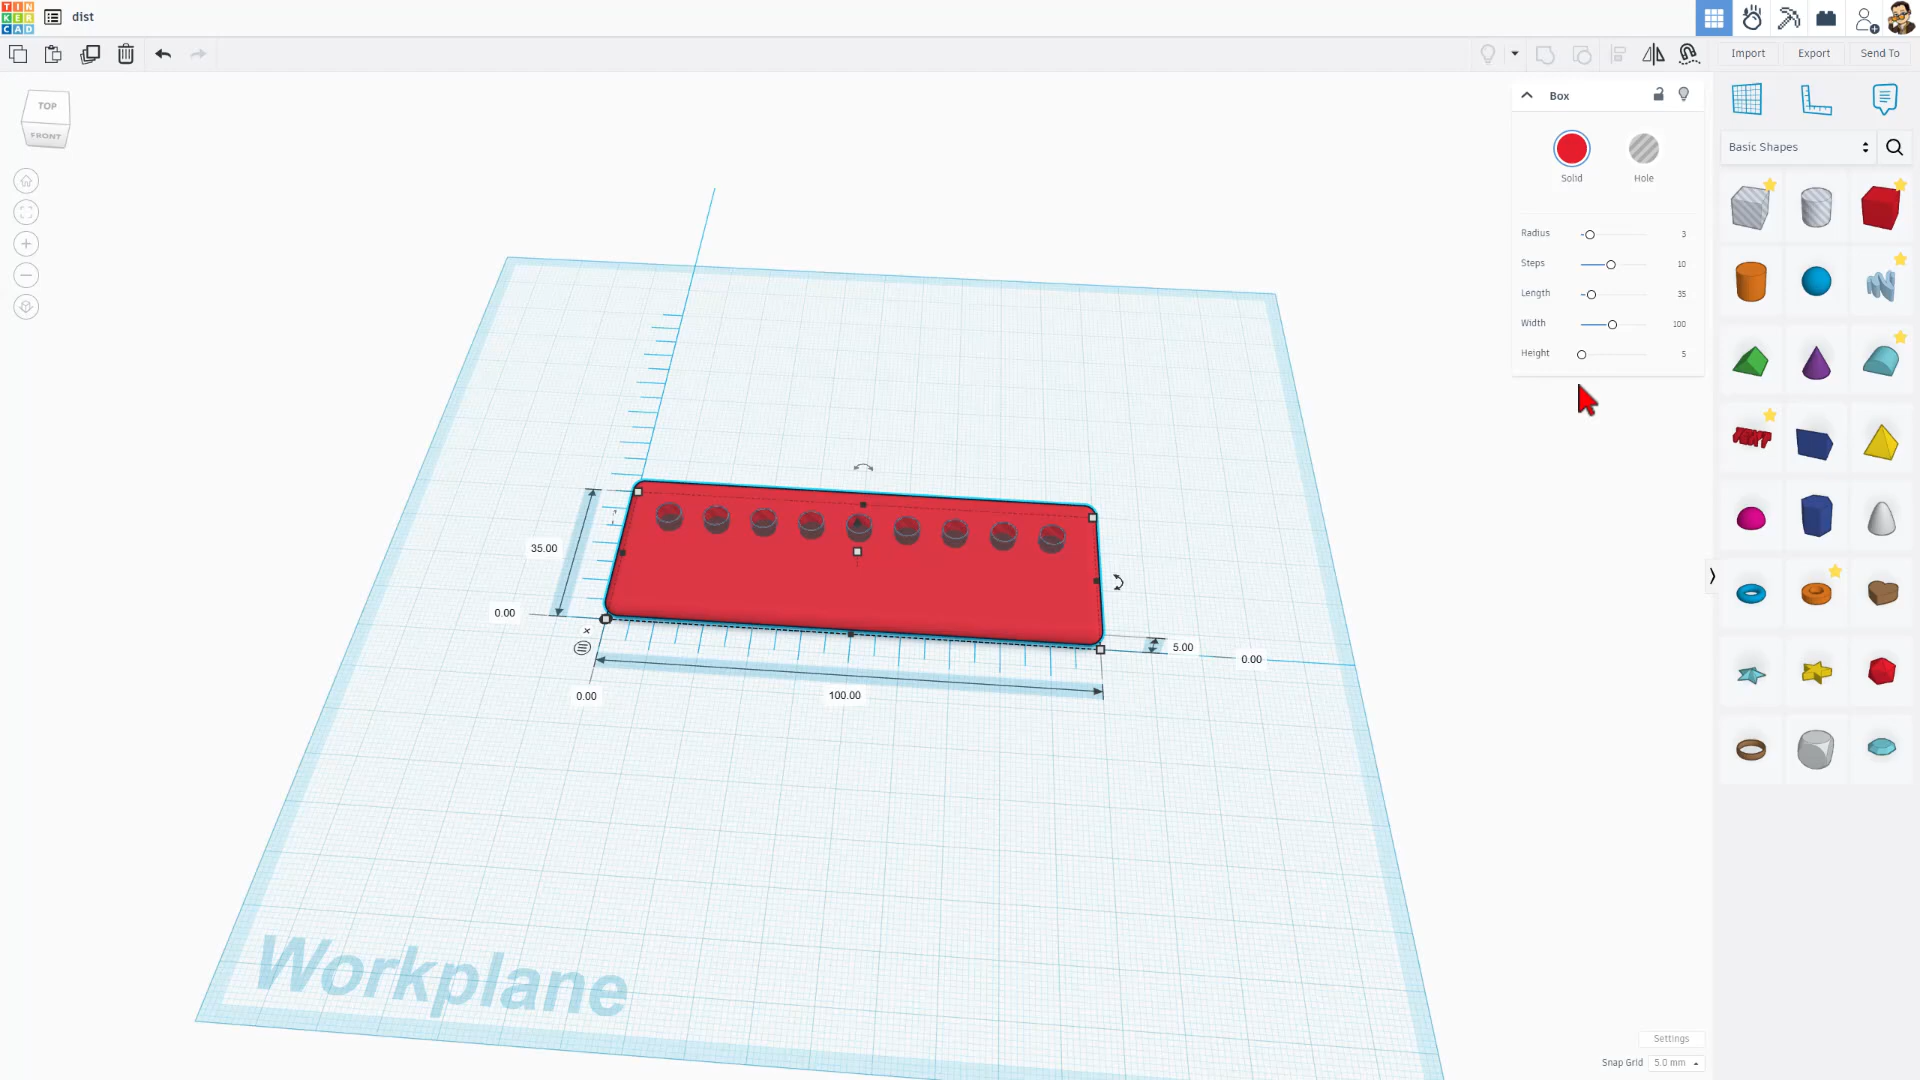 TIN
KER
CAD
dist
Import
Export
Send To
TOP
FRONT
Box
Solid
Hole
Radius 3
Steps 10
Length 35
Width 100
Height 5
Basic Shapes
TEXT
35.00
0.00
5.00
0.00
0.00
100.00
Workplane
Settings
Snap Grid 5.0 mm